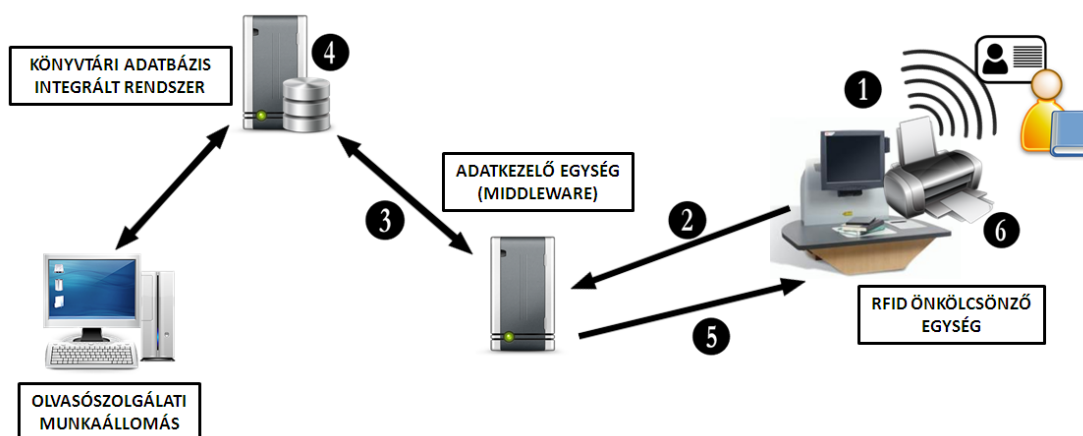 KÖNYVTÁRI ADATBÁZIS
INTEGRÁLT RENDSZER
4
1
ADATKEZELŐ EGYSÉG
(MIDDLEWARE)
3
2
6
RFID ÖNKÖLCSÖNZŐ
EGYSÉG
5
OLVASÓSZOLGÁLATI
MUNKAÁLLOMÁS